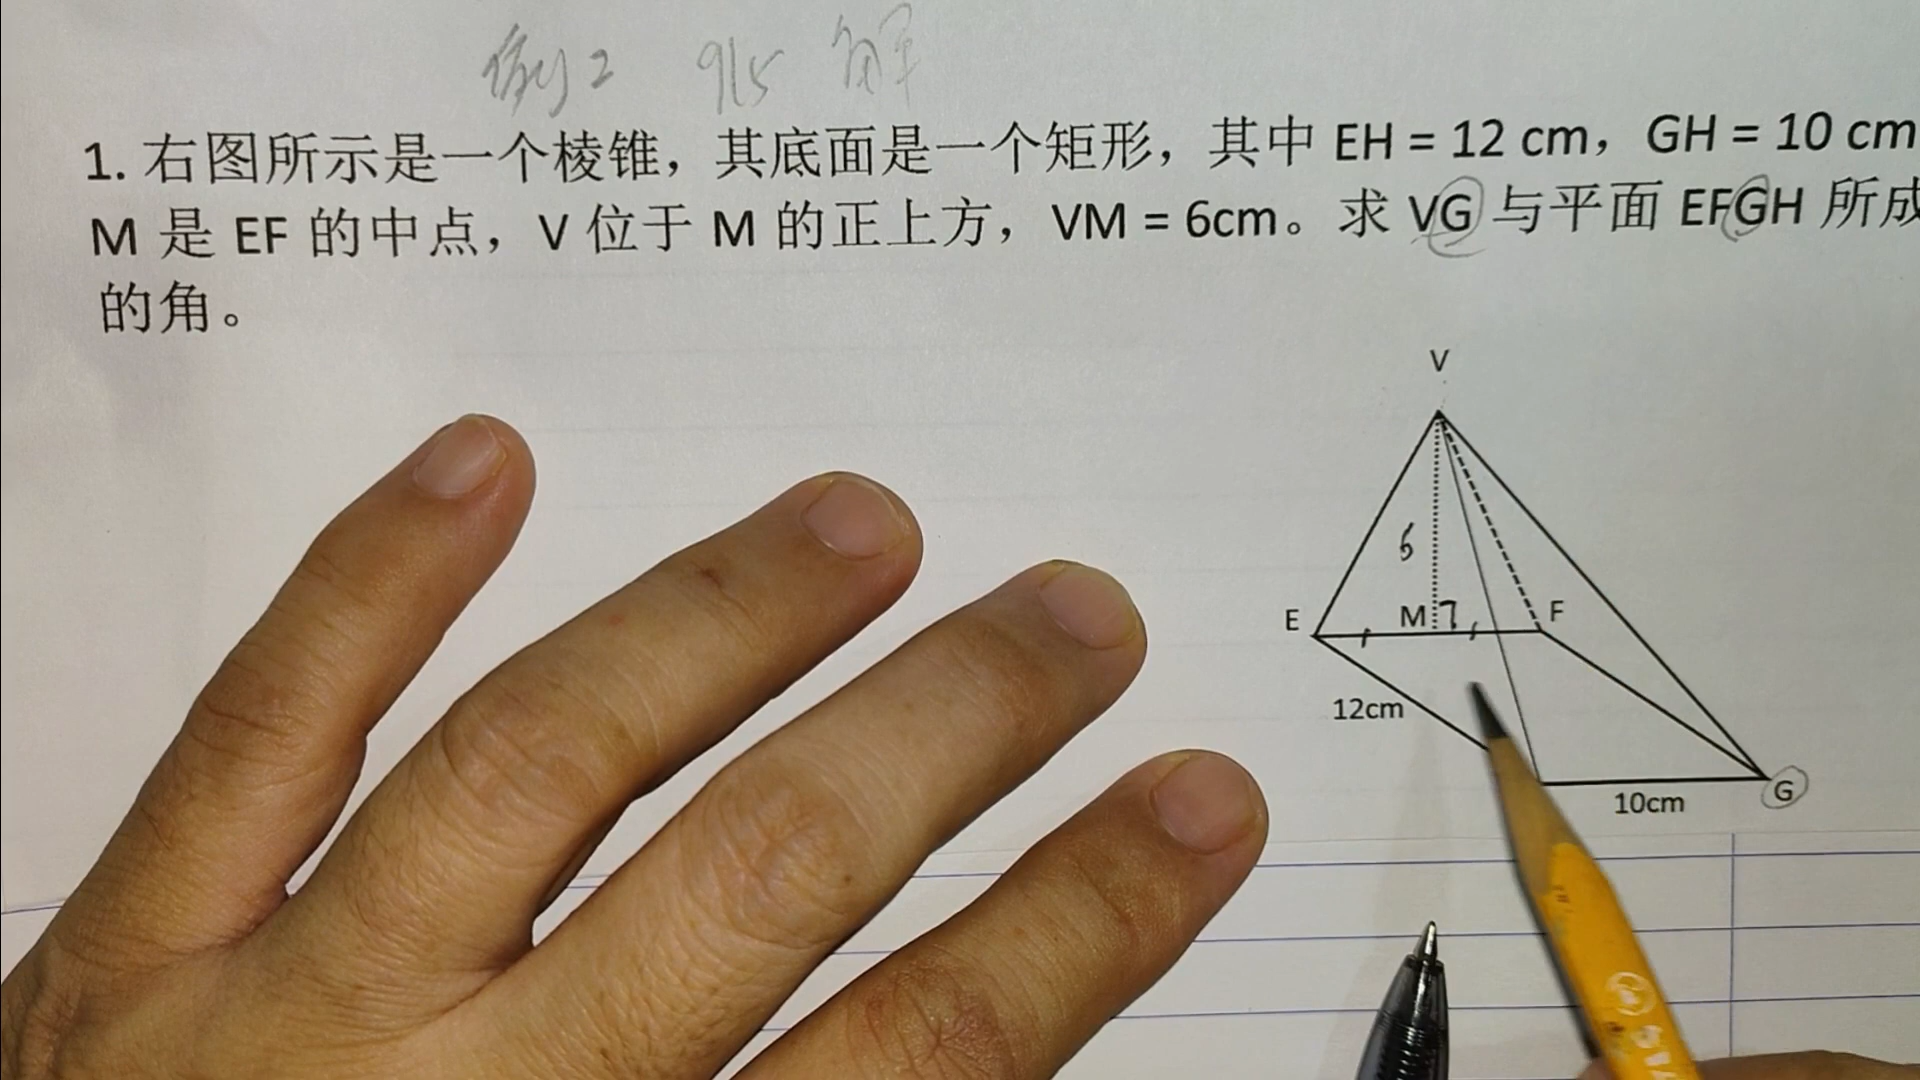 例2 915 解
1. 右图所示是一个棱锥，其底面是一个矩形，其中 EH = 12 cm，GH = 10 cm
M 是 EF 的中点，V 位于 M 的正上方，VM = 6cm。求 VG 与平面 EFGH 所成
的角。
V
6
E M F
12cm
10cm G